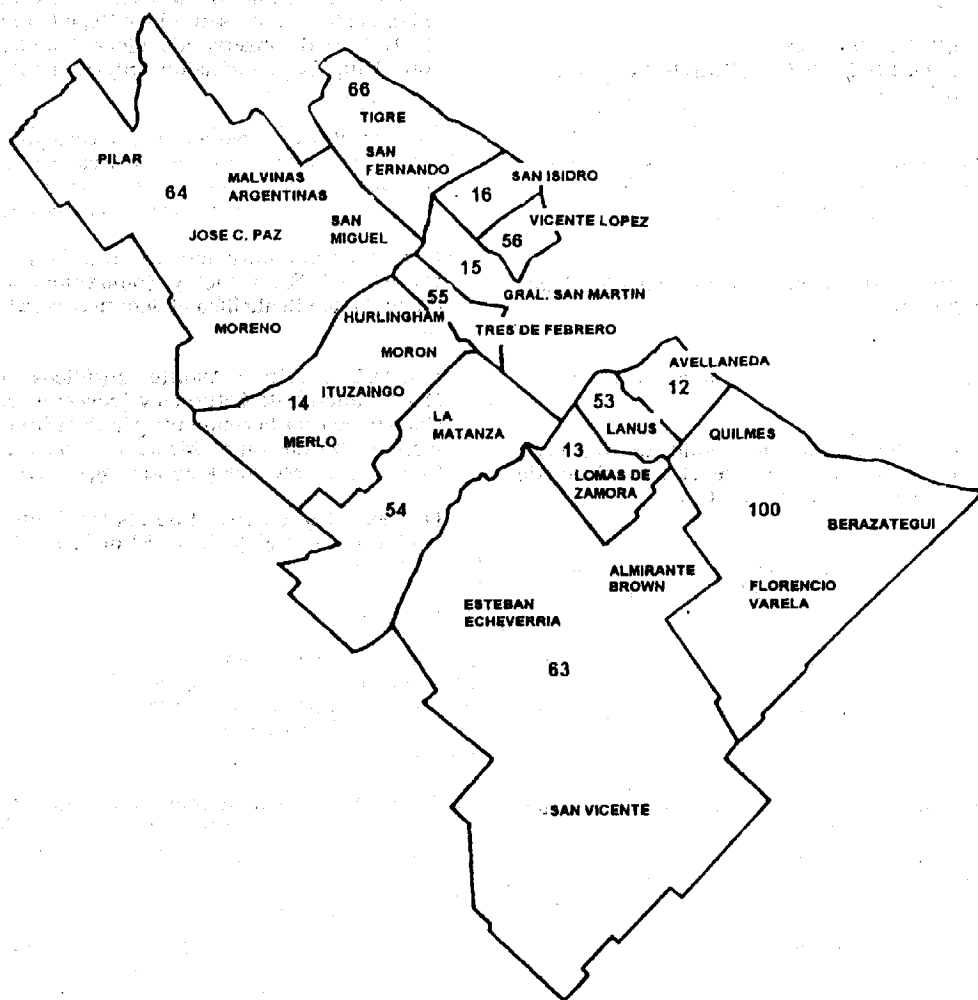 66
TIGRE
SAN
FERNANDO
PILAR
64
MALVINAS
ARGENTINAS
JOSE C. PAZ
SAN
MIGUEL
16
SAN ISIDRO
VICENTE LOPEZ
56
15
GRAL. SAN MARTIN
55
HURLINGHAM
TRES DE FEBRERO
MORENO
MORON
ITUZAINGO
14
MERLO
LA
MATANZA
54
AVELLANEDA
12
53
LANUS
13
LOMAS DE
ZAMORA
QUILMES
100
BERAZATEGUI
FLORENCIO
VARELA
ALMIRANTE
BROWN
ESTEBAN
ECHEVERRIA
63
SAN VICENTE